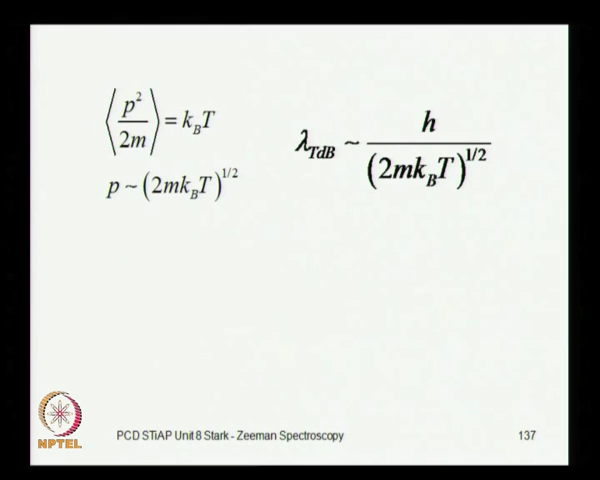 ⟨p²/2m⟩ = k_BT
p ~ (2mk_BT)^1/2
λ_TdB ~ h/(2mk_BT)^1/2
NPTEL
PCD STiAP Unit 8 Stark - Zeeman Spectroscopy
137